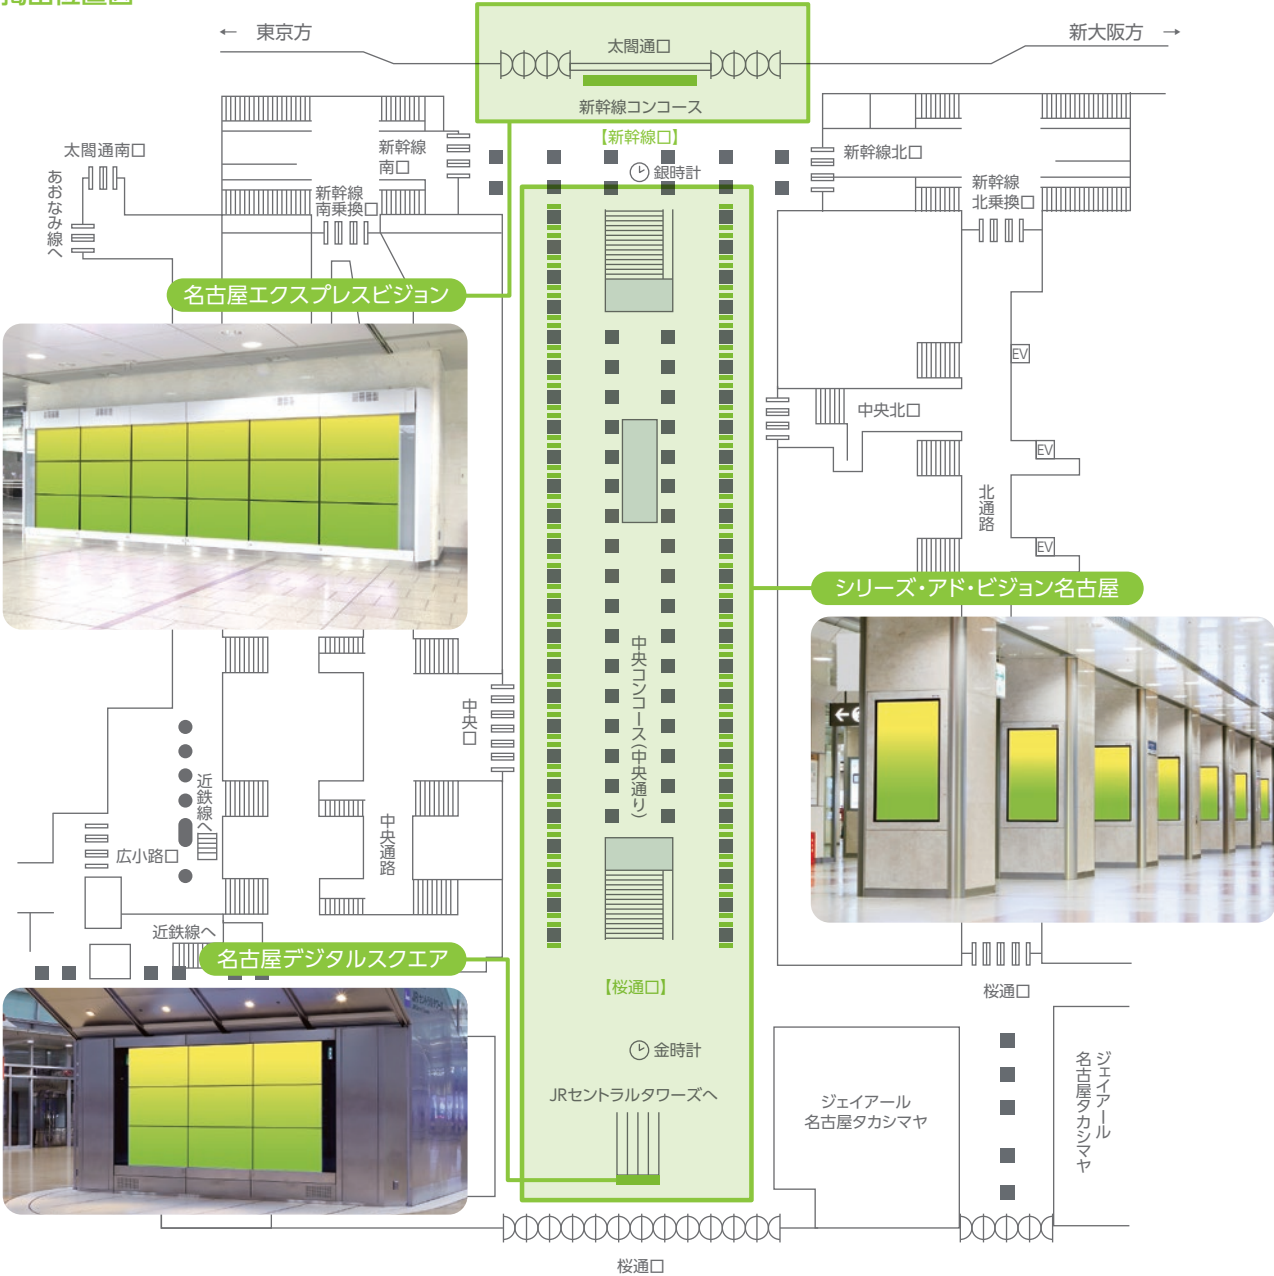 ← 東京方
太閤通口
新大阪方 →
新幹線コンコース
【新幹線口】
銀時計
太閤通南口
あおなみ線へ
新幹線
南口
新幹線
南乗換口
新幹線北口
新幹線
北乗換口
名古屋エクスプレスビジョン
EV
中央北口
EV
北通路
EV
シリーズ・アド・ビジョン名古屋
中央コンコース(中央通り)
中央口
近鉄線へ
中央通路
広小路口
近鉄線へ
名古屋デジタルスクエア
【桜通口】
桜通口
金時計
JRセントラルタワーズへ
ジェイアール
名古屋タカシマヤ
ジェイアール
名古屋タカシマヤ
桜通口